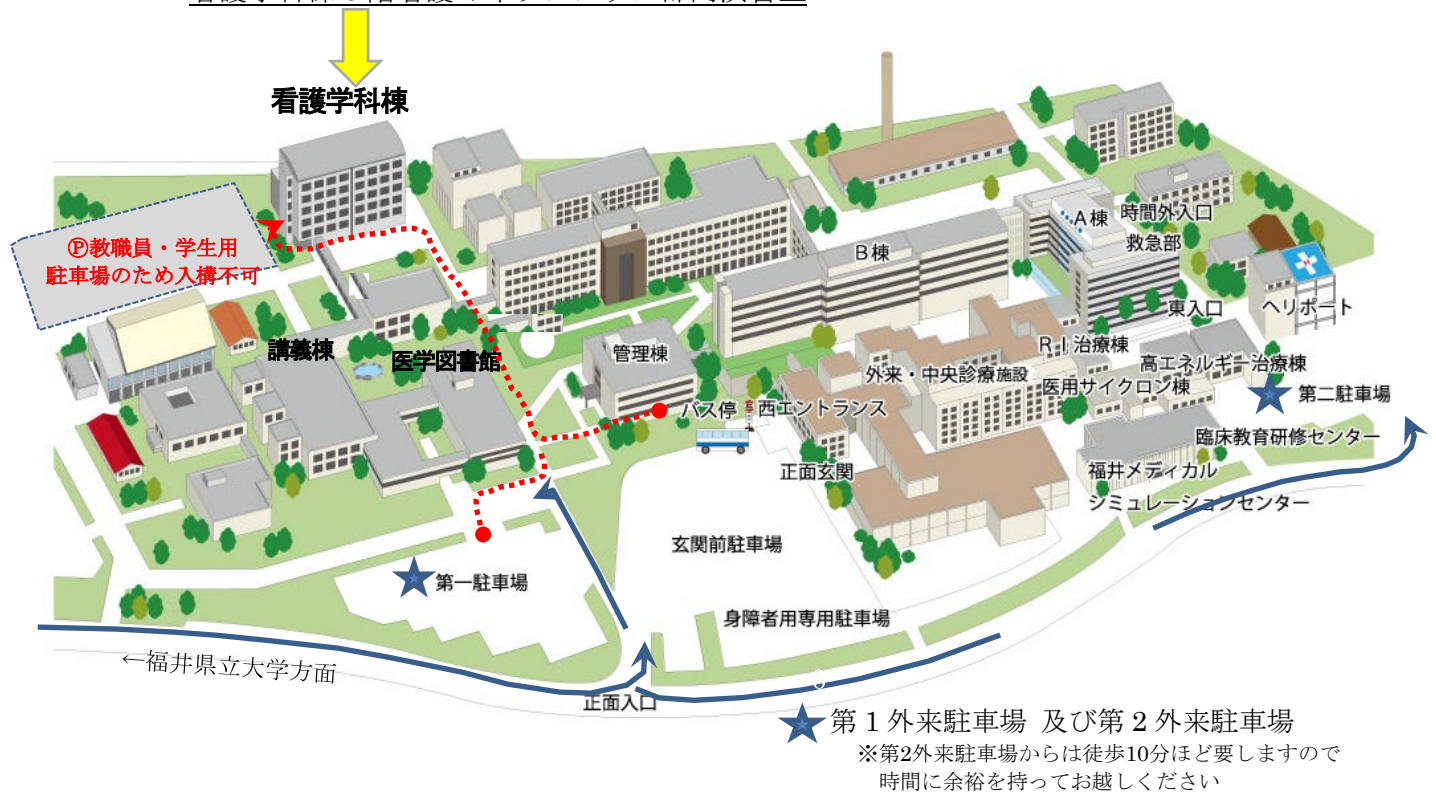 看護学科棟
Ⓟ教職員・学生用
駐車場のため入構不可
講義棟
医学図書館
管理棟
B棟
A棟
時間外入口
救急部
東入口
ヘリポート
H
RI治療棟
高エネルギー治療棟
外来・中央診療施設
医用サイクロン棟
バス停
西エントランス
第二駐車場
臨床教育研修センター
正面玄関
福井メディカル
シミュレーションセンター
玄関前駐車場
第一駐車場
身障者用専用駐車場
←福井県立大学方面
正面入口
第1外来駐車場 及び第2外来駐車場
※第2外来駐車場からは徒歩10分ほど要しますので
時間に余裕を持ってお越しください